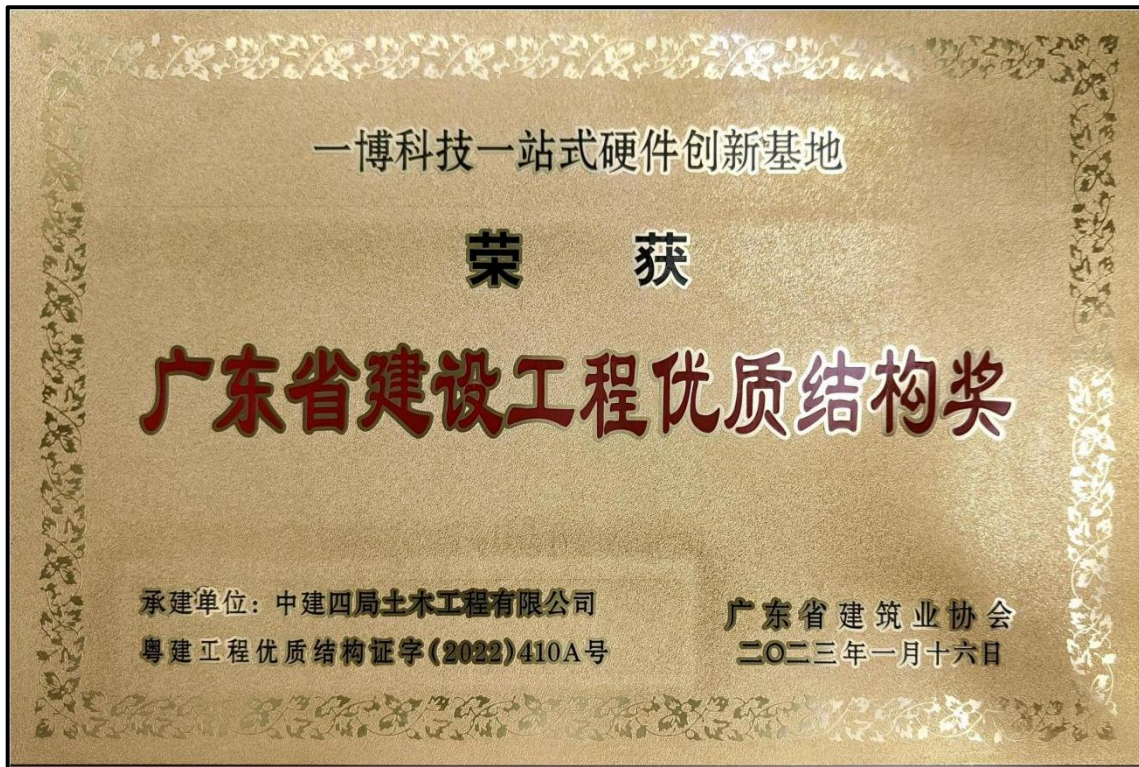 一博科技一站式硬件创新基地
荣 获
广东省建设工程优质结构奖
承建单位：中建四局土木工程有限公司
粤建工程优质结构证字(2022)410A号
广东省建筑业协会
二〇二三年一月十六日